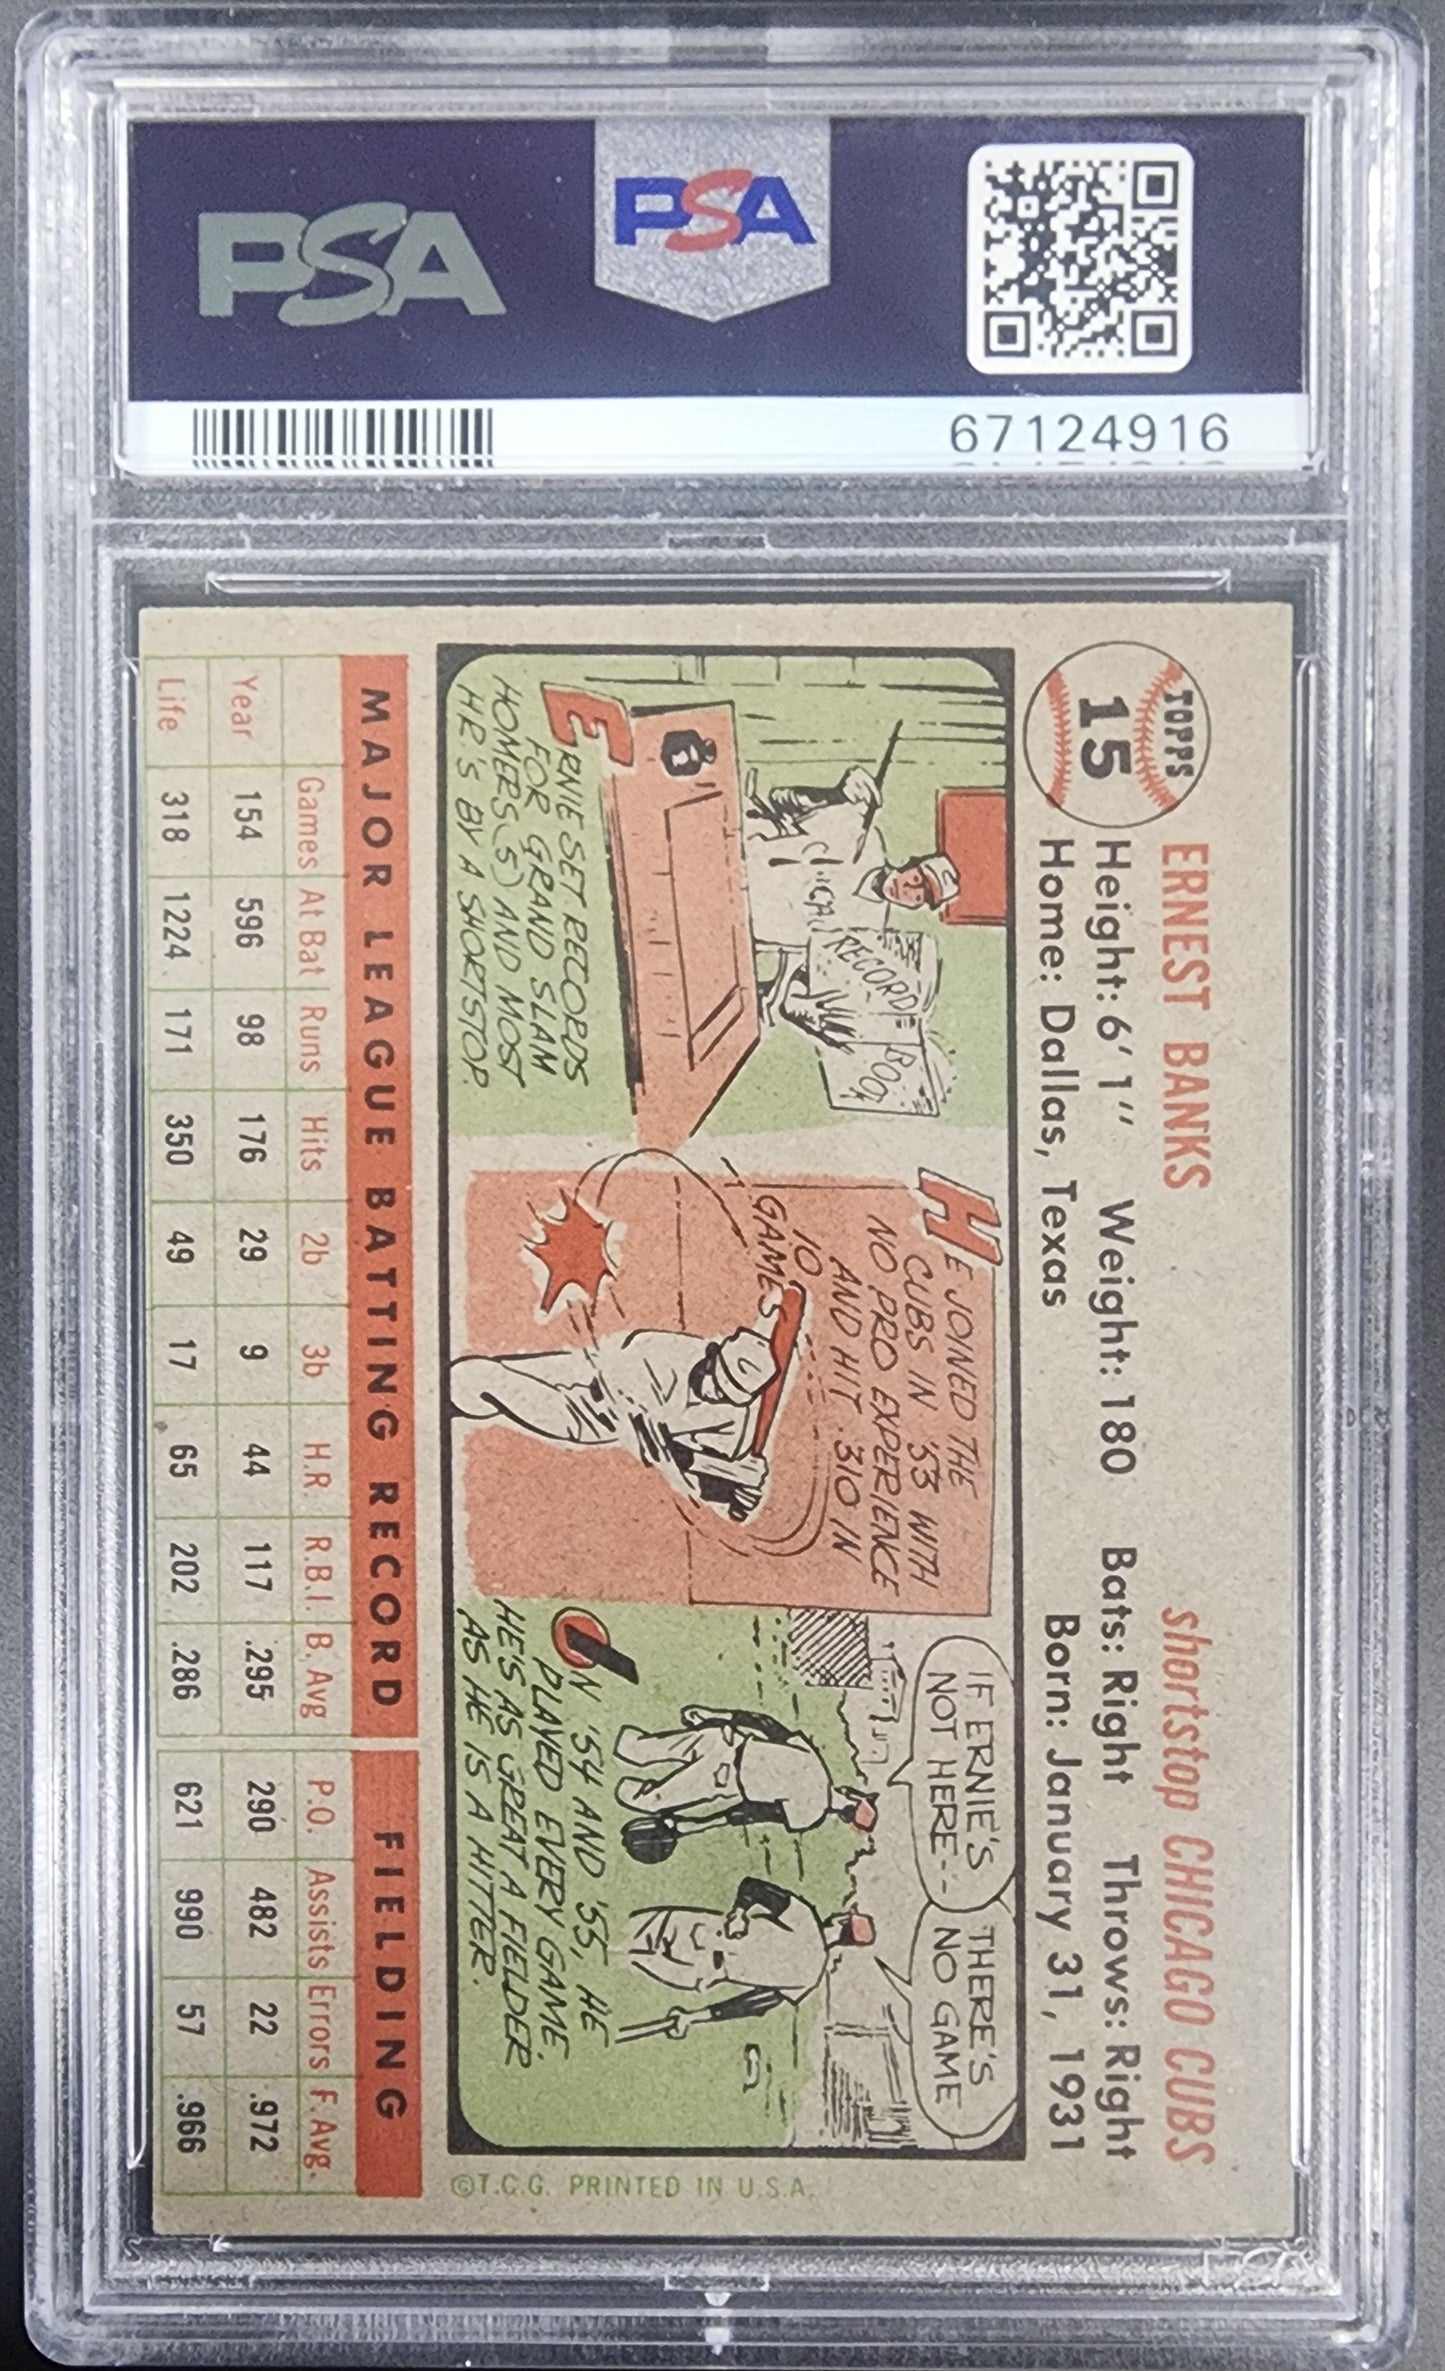 PSA
PSA
67124916
TOPPS
15
ERNEST BANKS shortstop CHICAGO CUBS
Height: 6' 1" Weight: 180 Bats: Right Throws: Right
Home: Dallas, Texas Born: January 31, 1931
CHICA
RECORD
BOOK
ERNIE SET RECORDS
FOR GRAND SLAM
HOMERS (5) AND MOST
HR'S BY A SHORTSTOP.
HE JOINED THE
CUBS IN '53 WITH
NO PRO EXPERIENCE
AND HIT .310 IN
10
GAMES
IF ERNIE'S
NOT HERE--
THERE'S
NO GAME
IN '54 AND '55, HE
PLAYED EVERY GAME.
HE'S AS GREAT A FIELDER
AS HE IS A HITTER.
MAJOR LEAGUE BATTING RECORD FIELDING
Games At Bat Runs Hits 2b 3b H.R. R.B.I. B. Avg P.O. Assists Errors F. Avg.
Year 154 596 98 176 29 9 44 117 .295 290 482 22 .972
Life 318 1224 171 350 49 17 65 202 .286 621 990 57 .966
©T.C.G. PRINTED IN U.S.A.